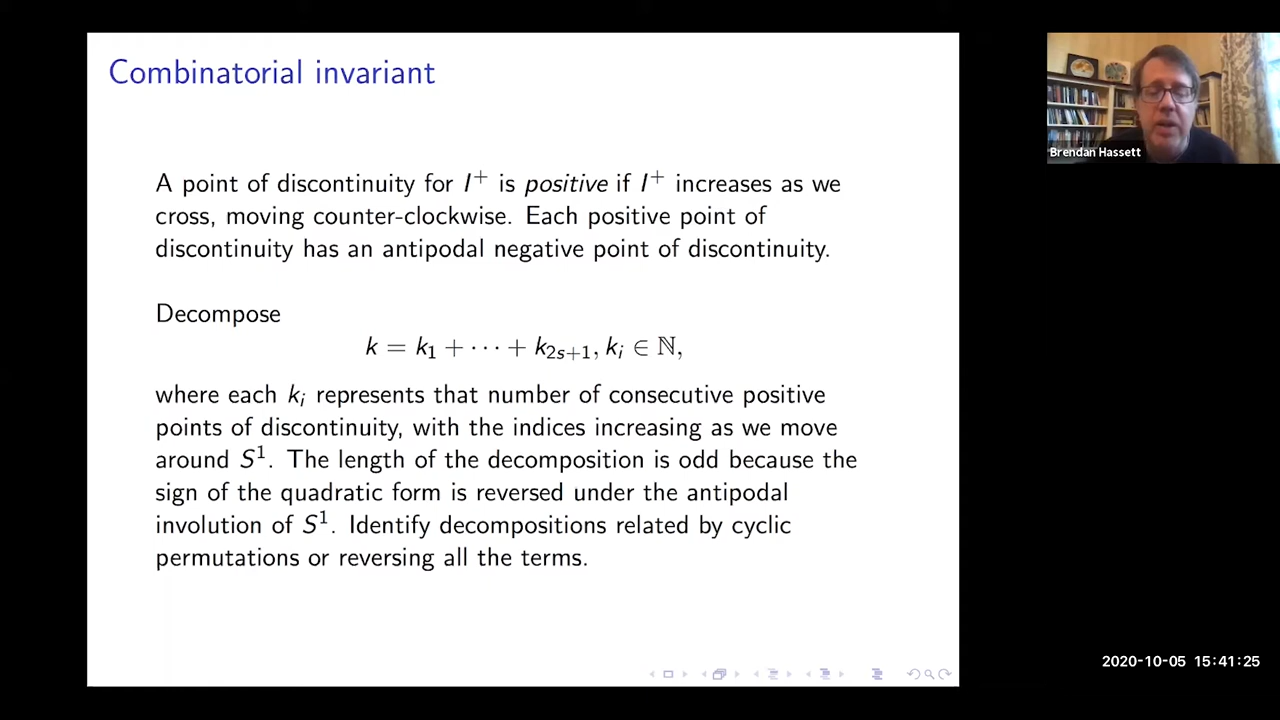 Combinatorial invariant
A point of discontinuity for I⁺ is positive if I⁺ increases as we
cross, moving counter-clockwise. Each positive point of
discontinuity has an antipodal negative point of discontinuity.
Decompose
k = k₁ + ··· + k₂ₛ₊₁, kᵢ ∈ ℕ,
where each kᵢ represents that number of consecutive positive
points of discontinuity, with the indices increasing as we move
around S¹. The length of the decomposition is odd because the
sign of the quadratic form is reversed under the antipodal
involution of S¹. Identify decompositions related by cyclic
permutations or reversing all the terms.
Brendan Hassett
2020-10-05 15:41:25